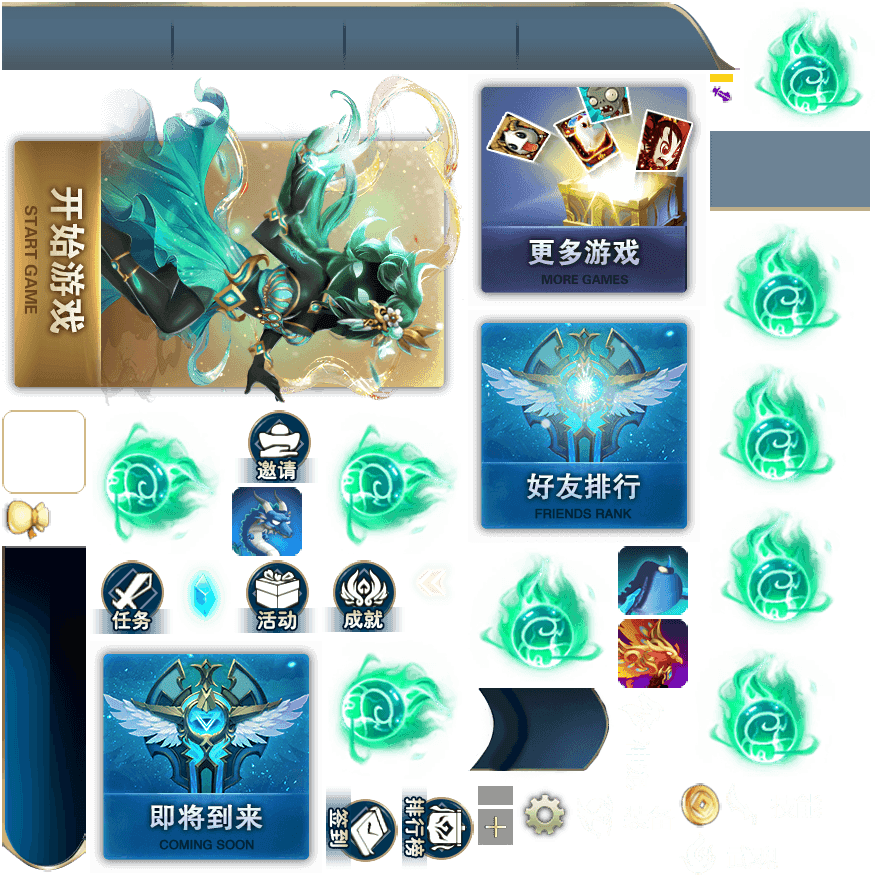 开始游戏
START GAME
更多游戏
MORE GAMES
好友排行
FRIENDS RANK
邀请
任务
活动
成就
即将到来
COMING SOON
签到
排行榜